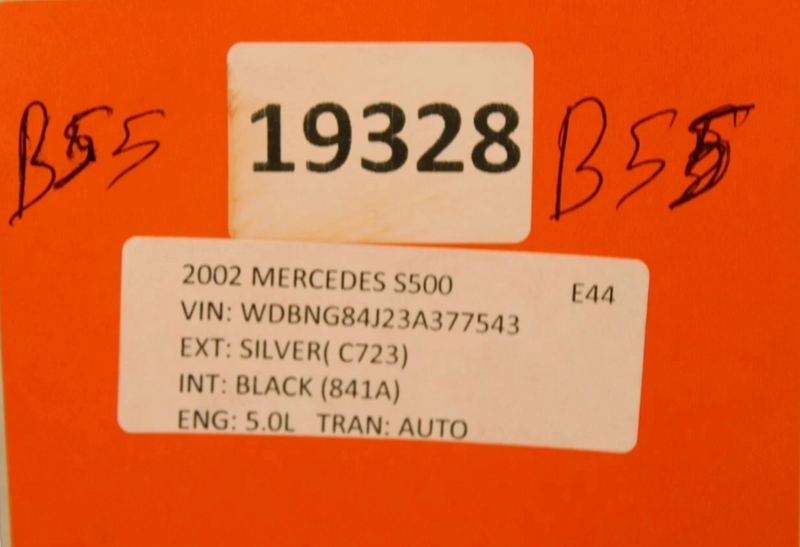 B55
19328
B55
2002 MERCEDES S500 E44
VIN: WDBNG84J23A377543
EXT: SILVER( C723)
INT: BLACK (841A)
ENG: 5.0L TRAN: AUTO